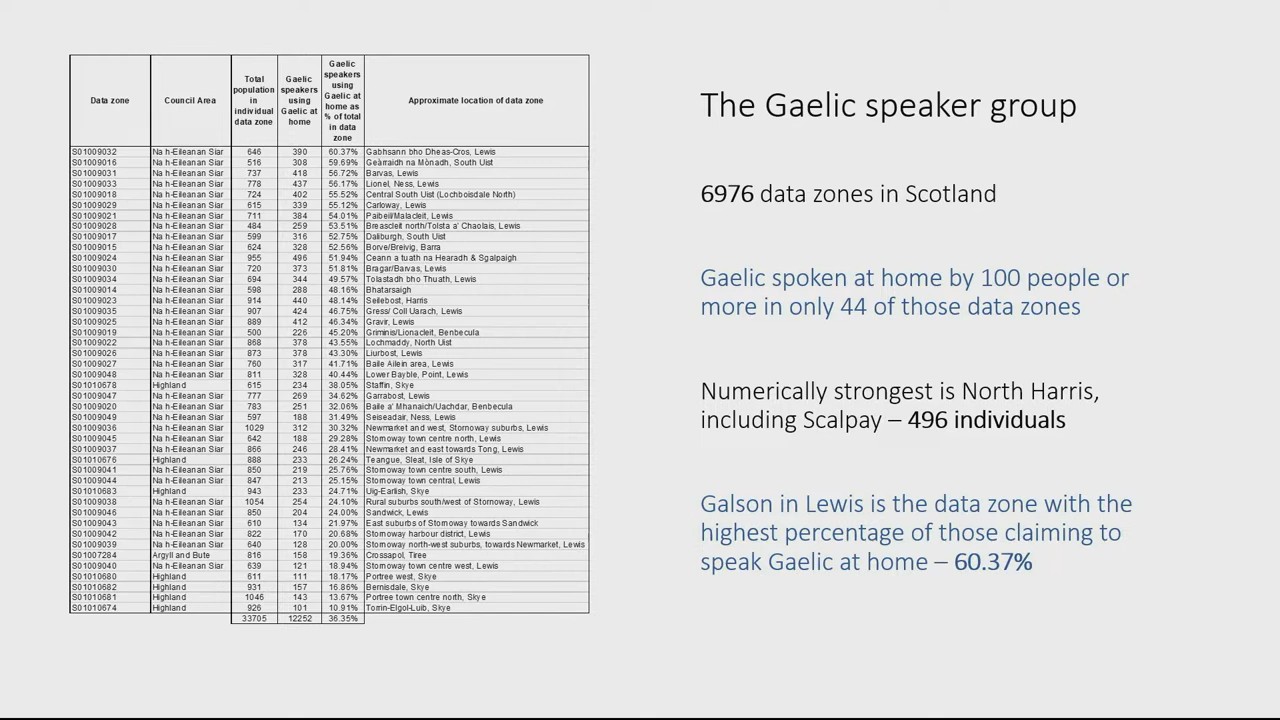 Data zone Council Area Total population in individual data zone Gaelic speakers using Gaelic at home Gaelic speakers using Gaelic at home as % of total in data zone Approximate location of data zone
S01009032 Na h-Eileanan Siar 646 390 60.37% Gabhsann bho Dheas-Cros, Lewis
S01009016 Na h-Eileanan Siar 516 308 59.69% Geàrraidh na Mònadh, South Uist
S01009031 Na h-Eileanan Siar 737 418 56.72% Barvas, Lewis
S01009033 Na h-Eileanan Siar 778 437 56.17% Lionel, Ness, Lewis
S01009018 Na h-Eileanan Siar 724 402 55.52% Central South Uist (Lochboisdale North)
S01009029 Na h-Eileanan Siar 615 339 55.12% Carloway, Lewis
S01009021 Na h-Eileanan Siar 711 384 54.01% Paibeil/Malacleit, Lewis
S01009028 Na h-Eileanan Siar 484 259 53.51% Breascleit north/Tolsta a' Chaolais, Lewis
S01009017 Na h-Eileanan Siar 599 316 52.75% Daliburgh, South Uist
S01009015 Na h-Eileanan Siar 624 328 52.56% Borve/Breivig, Barra
S01009024 Na h-Eileanan Siar 955 496 51.94% Ceann a tuath na Hearadh & Sgalpaigh
S01009030 Na h-Eileanan Siar 720 373 51.81% Bragar/Barvas, Lewis
S01009034 Na h-Eileanan Siar 694 344 49.57% Tolastadh bho Thuath, Lewis
S01009014 Na h-Eileanan Siar 598 288 48.16% Bhatarsaigh
S01009023 Na h-Eileanan Siar 914 440 48.14% Seilebost, Harris
S01009035 Na h-Eileanan Siar 907 424 46.75% Gress/ Coll Uarach, Lewis
S01009025 Na h-Eileanan Siar 889 412 46.34% Gravir, Lewis
S01009019 Na h-Eileanan Siar 500 226 45.20% Griminis/Lionacleit, Benbecula
S01009022 Na h-Eileanan Siar 868 378 43.55% Lochmaddy, North Uist
S01009026 Na h-Eileanan Siar 873 378 43.30% Liurbost, Lewis
S01009027 Na h-Eileanan Siar 760 317 41.71% Baile Ailein area, Lewis
S01009048 Na h-Eileanan Siar 811 328 40.44% Lower Bayble, Point, Lewis
S01010678 Highland 615 234 38.05% Staffin, Skye
S01009047 Na h-Eileanan Siar 777 269 34.62% Garrabost, Lewis
S01009020 Na h-Eileanan Siar 783 251 32.06% Baile a' Mhanaich/Uachdar, Benbecula
S01009049 Na h-Eileanan Siar 597 188 31.49% Seiseadair, Ness, Lewis
S01009036 Na h-Eileanan Siar 1029 312 30.32% Newmarket and west, Stornoway suburbs, Lewis
S01009045 Na h-Eileanan Siar 642 188 29.28% Stornoway town centre north, Lewis
S01009037 Na h-Eileanan Siar 866 246 28.41% Newmarket and east towards Tong, Lewis
S01010676 Highland 888 233 26.24% Teangue, Sleat, Isle of Skye
S01009041 Na h-Eileanan Siar 850 219 25.76% Stornoway town centre south, Lewis
S01009044 Na h-Eileanan Siar 847 213 25.15% Stornoway town central, Lewis
S01010683 Highland 943 233 24.71% Uig-Earlish, Skye
S01009038 Na h-Eileanan Siar 1054 254 24.10% Rural suburbs south/west of Stornoway, Lewis
S01009046 Na h-Eileanan Siar 850 204 24.00% Sandwick, Lewis
S01009043 Na h-Eileanan Siar 610 134 21.97% East suburbs of Stornoway towards Sandwick
S01009042 Na h-Eileanan Siar 822 170 20.68% Stornoway harbour district, Lewis
S01009039 Na h-Eileanan Siar 640 128 20.00% Stornoway north-west suburbs, towards Newmarket, Lewis
S01007284 Argyll and Bute 816 158 19.36% Crossapol, Tiree
S01009040 Na h-Eileanan Siar 639 121 18.94% Stornoway town centre west, Lewis
S01010680 Highland 611 111 18.17% Portree west, Skye
S01010682 Highland 931 157 16.86% Bernisdale, Skye
S01010681 Highland 1046 143 13.67% Portree town centre north, Skye
S01010674 Highland 926 101 10.91% Torrin-Elgol-Luib, Skye
33705 12252 36.35%
The Gaelic speaker group
6976 data zones in Scotland
Gaelic spoken at home by 100 people or
more in only 44 of those data zones
Numerically strongest is North Harris,
including Scalpay – 496 individuals
Galson in Lewis is the data zone with the
highest percentage of those claiming to
speak Gaelic at home – 60.37%